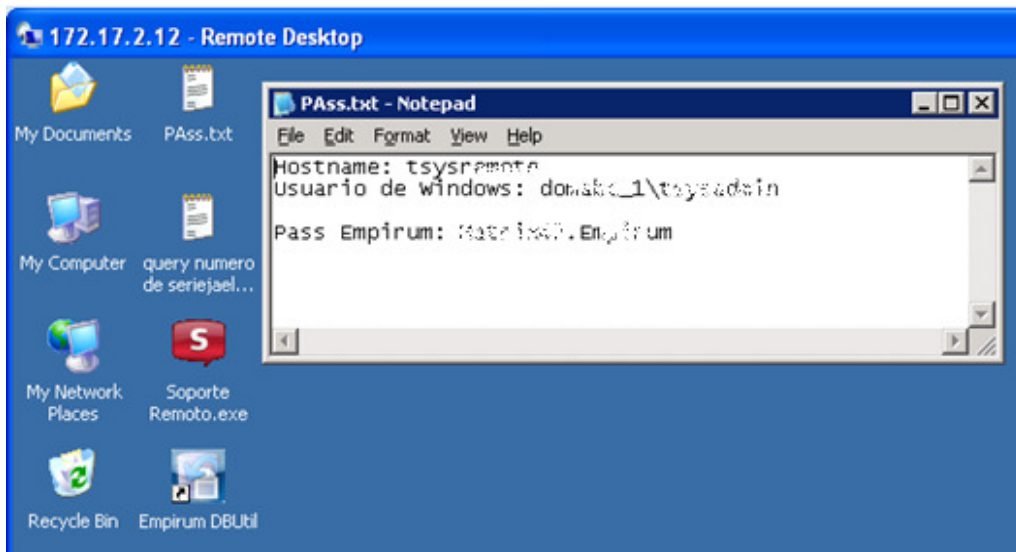 172.17.2.12 - Remote Desktop
My Documents
PAss.txt
PAss.txt - Notepad
File Edit Format View Help
Hostname:
Usuario de Windows:
Pass Empirum:
My Computer
query numero
de seriejael...
My Network
Places
Soporte
Remoto.exe
Recycle Bin
Empirum DBUtil